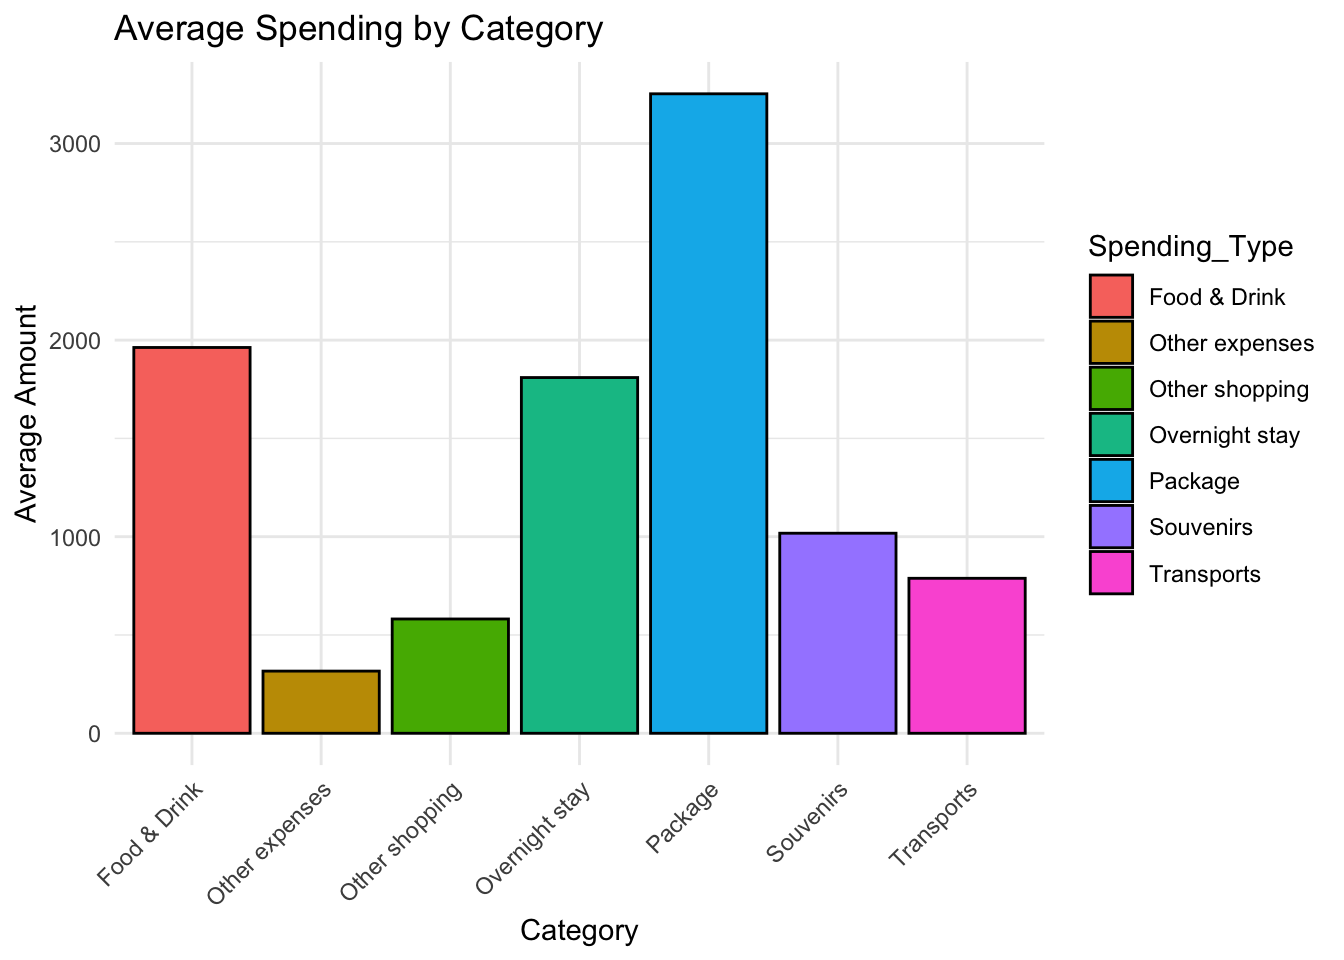 Average Spending by Category
3000
2000
1000
0
Average Amount
Food & Drink
Other expenses
Other shopping
Overnight stay
Package
Souvenirs
Transports
Category
Spending_Type
Food & Drink
Other expenses
Other shopping
Overnight stay
Package
Souvenirs
Transports